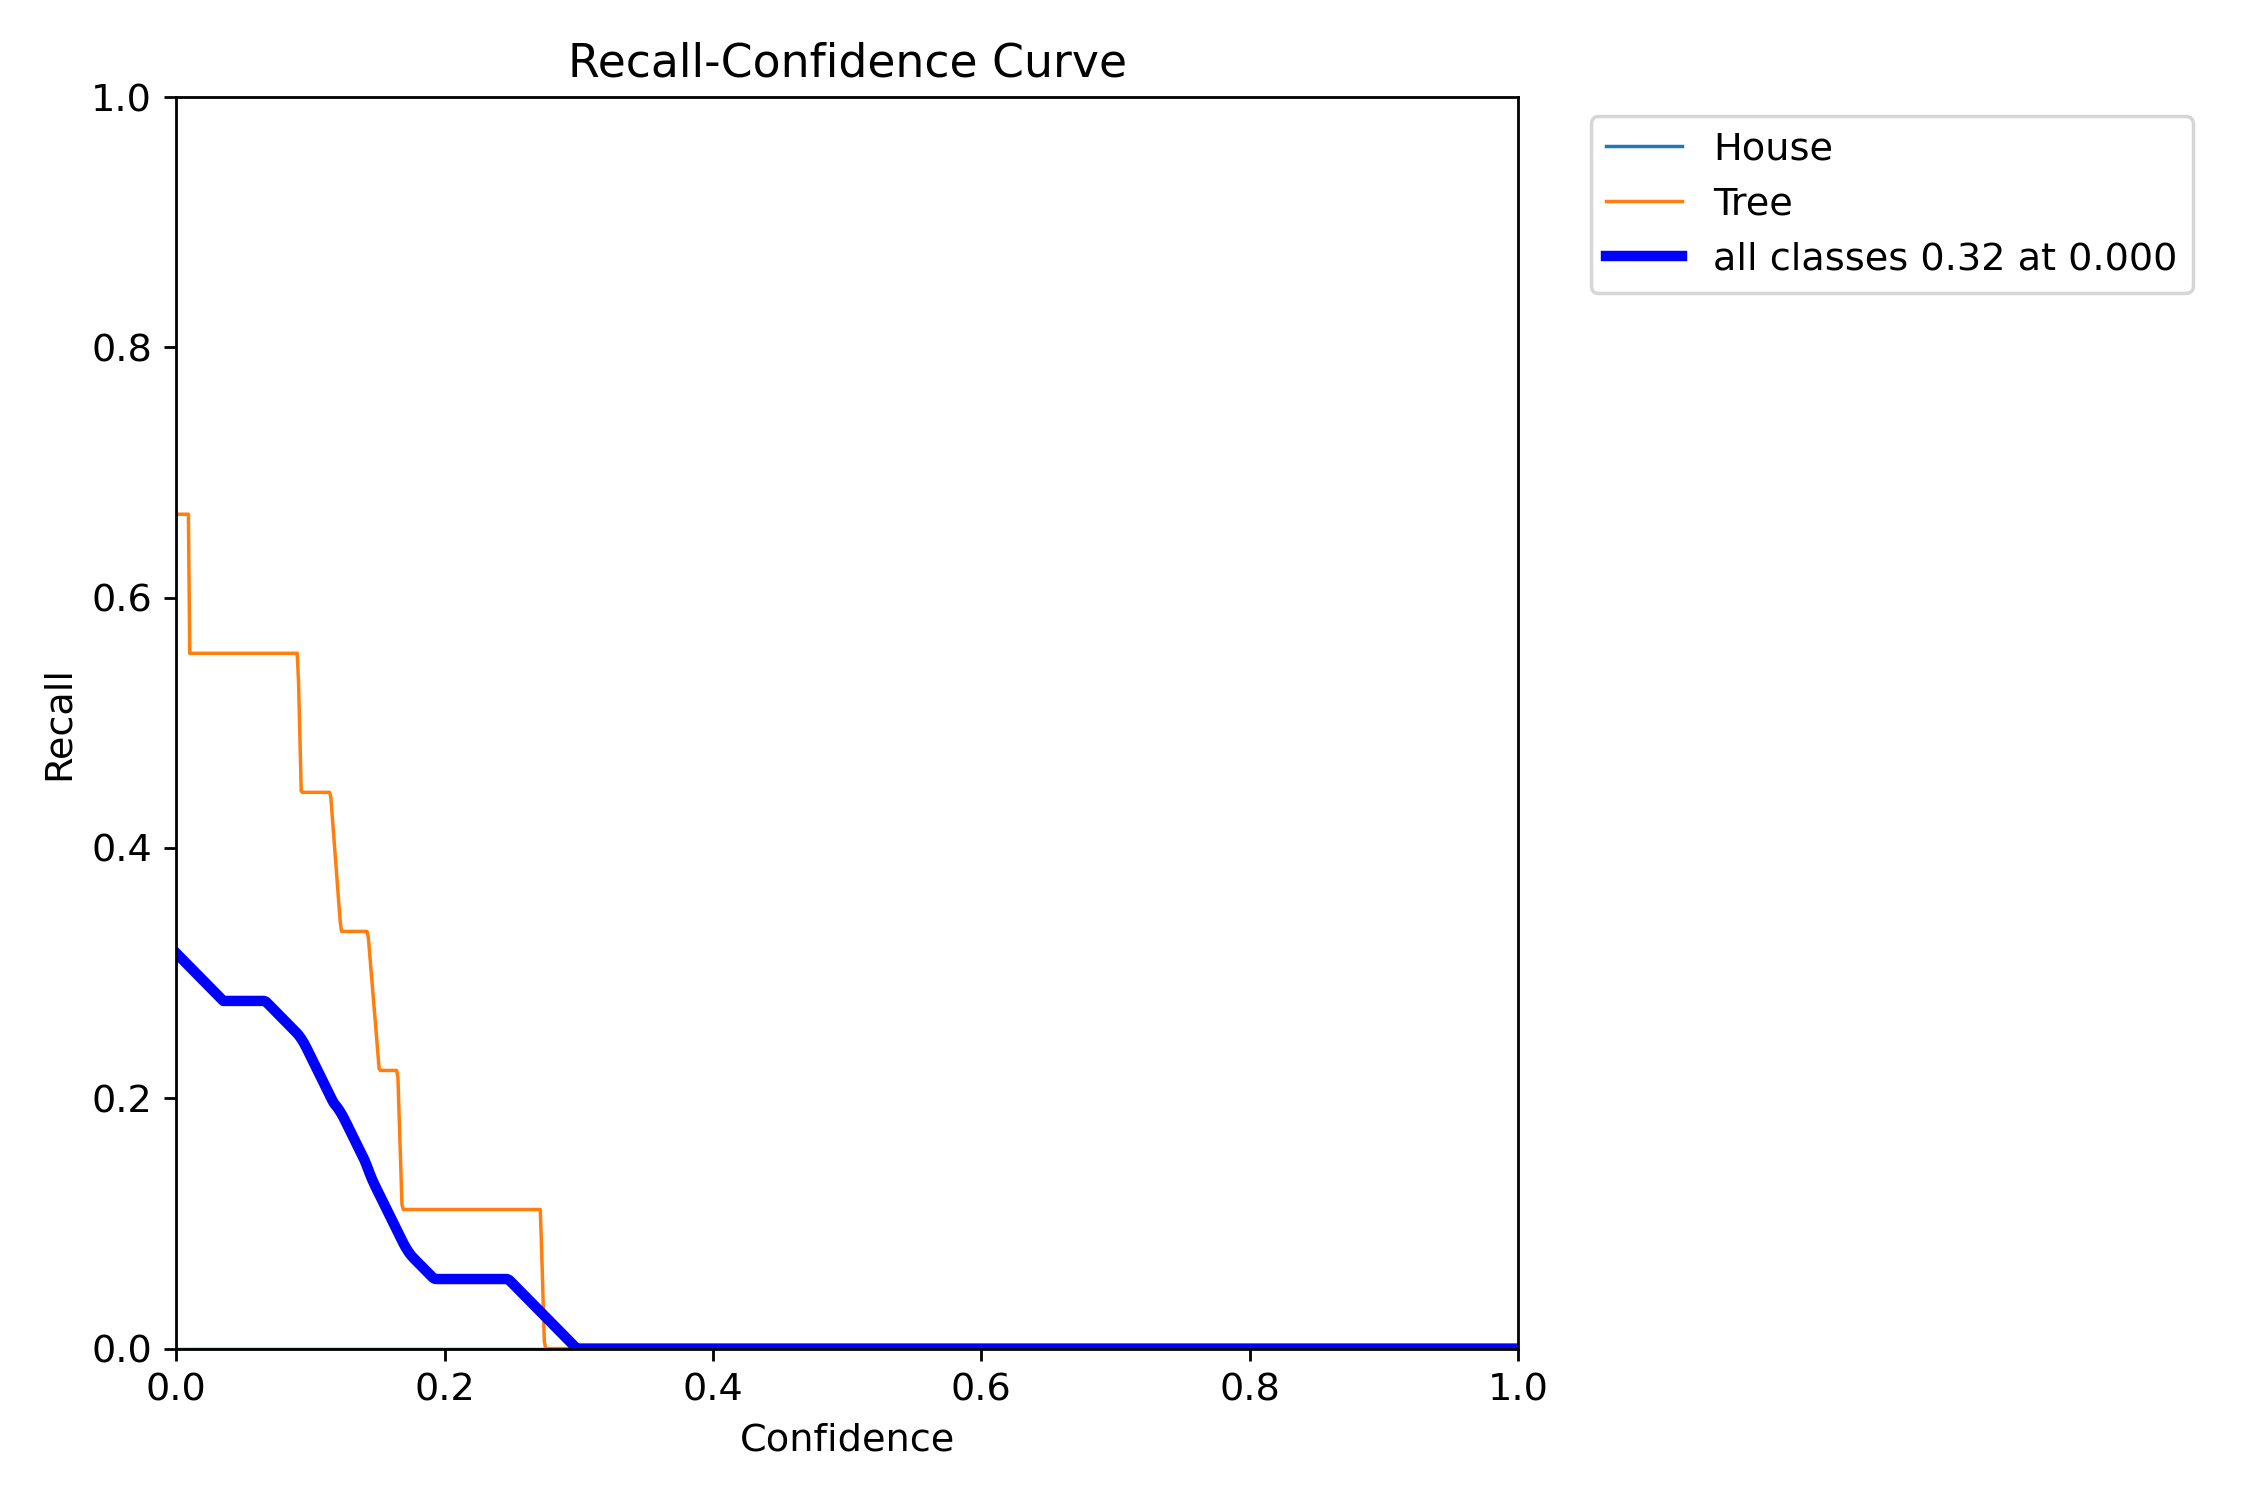 Recall-Confidence Curve
1.0
0.8
0.6
0.4
0.2
0.0
Recall
0.0 0.2 0.4 0.6 0.8 1.0
Confidence
House
Tree
all classes 0.32 at 0.000